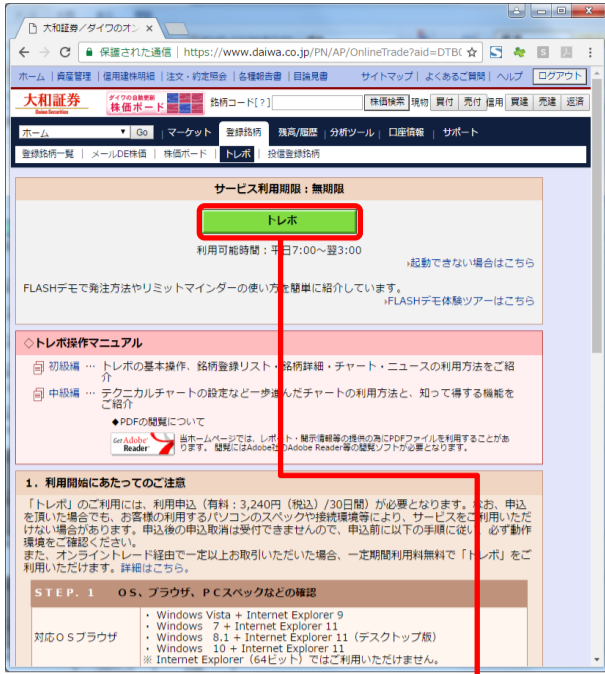 大和証券／ダイワのオン ×
保護された通信 | https://www.daiwa.co.jp/PN/AP/OnlineTrade?aid=DTBC
ホーム | 資産管理 | 信用建株明細 | 注文・約定照会 | 各種報告書 | 目論見書 サイトマップ | よくあるご質問 | ヘルプ ログアウト
大和証券 Daiwa Securities ダイワの自動更新 株価ボード 銘柄コード[？] 株価検索 現物 買付 売付 信用 買建 売建 返済
ホーム ▼ Go | マーケット 登録銘柄 残高/履歴 | 分析ツール | 口座情報 | サポート
登録銘柄一覧 | メールDE株価 | 株価ボード | トレボ | 投信登録銘柄
サービス利用期限：無期限
トレボ
利用可能時間：平日7:00～翌3:00
›起動できない場合はこちら
FLASHデモで発注方法やリミットマインダーの使い方を簡単に紹介しています。
›FLASHデモ体験ツアーはこちら
◇トレボ操作マニュアル
初級編 … トレボの基本操作、銘柄登録リスト・銘柄詳細・チャート・ニュースの利用方法をご紹
介
中級編 … テクニカルチャートの設定など一歩進んだチャートの利用方法と、知って得する機能を
ご紹介
◆PDFの閲覧について
Get Adobe Reader 当ホームページでは、レポート・開示情報等の提供の為にPDFファイルを利用することがあ
ります。 閲覧にはAdobe社のAdobe Reader等の閲覧ソフトが必要となります。
1．利用開始にあたってのご注意
「トレボ」のご利用には、利用申込（有料：3,240円（税込）/30日間）が必要となります。なお、申込
を頂いた場合でも、お客様の利用するパソコンのスペックや接続環境等により、サービスをご利用いただ
けない場合があります。申込後の申込取消は受付できませんので、申込前に以下の手順に従い、必ず動作
環境をご確認ください。
また、オンライントレード経由で一定以上お取引いただいた場合、一定期間利用料無料で「トレボ」をご
利用いただけます。詳細はこちら。
STEP．1 OS、ブラウザ、PCスペックなどの確認
対応OSブラウザ
・ Windows Vista + Internet Explorer 9
・ Windows 7 + Internet Explorer 11
・ Windows 8.1 + Internet Explorer 11（デスクトップ版）
・ Windows 10 + Internet Explorer 11
※ Internet Explorer（64ビット）ではご利用いただけません。